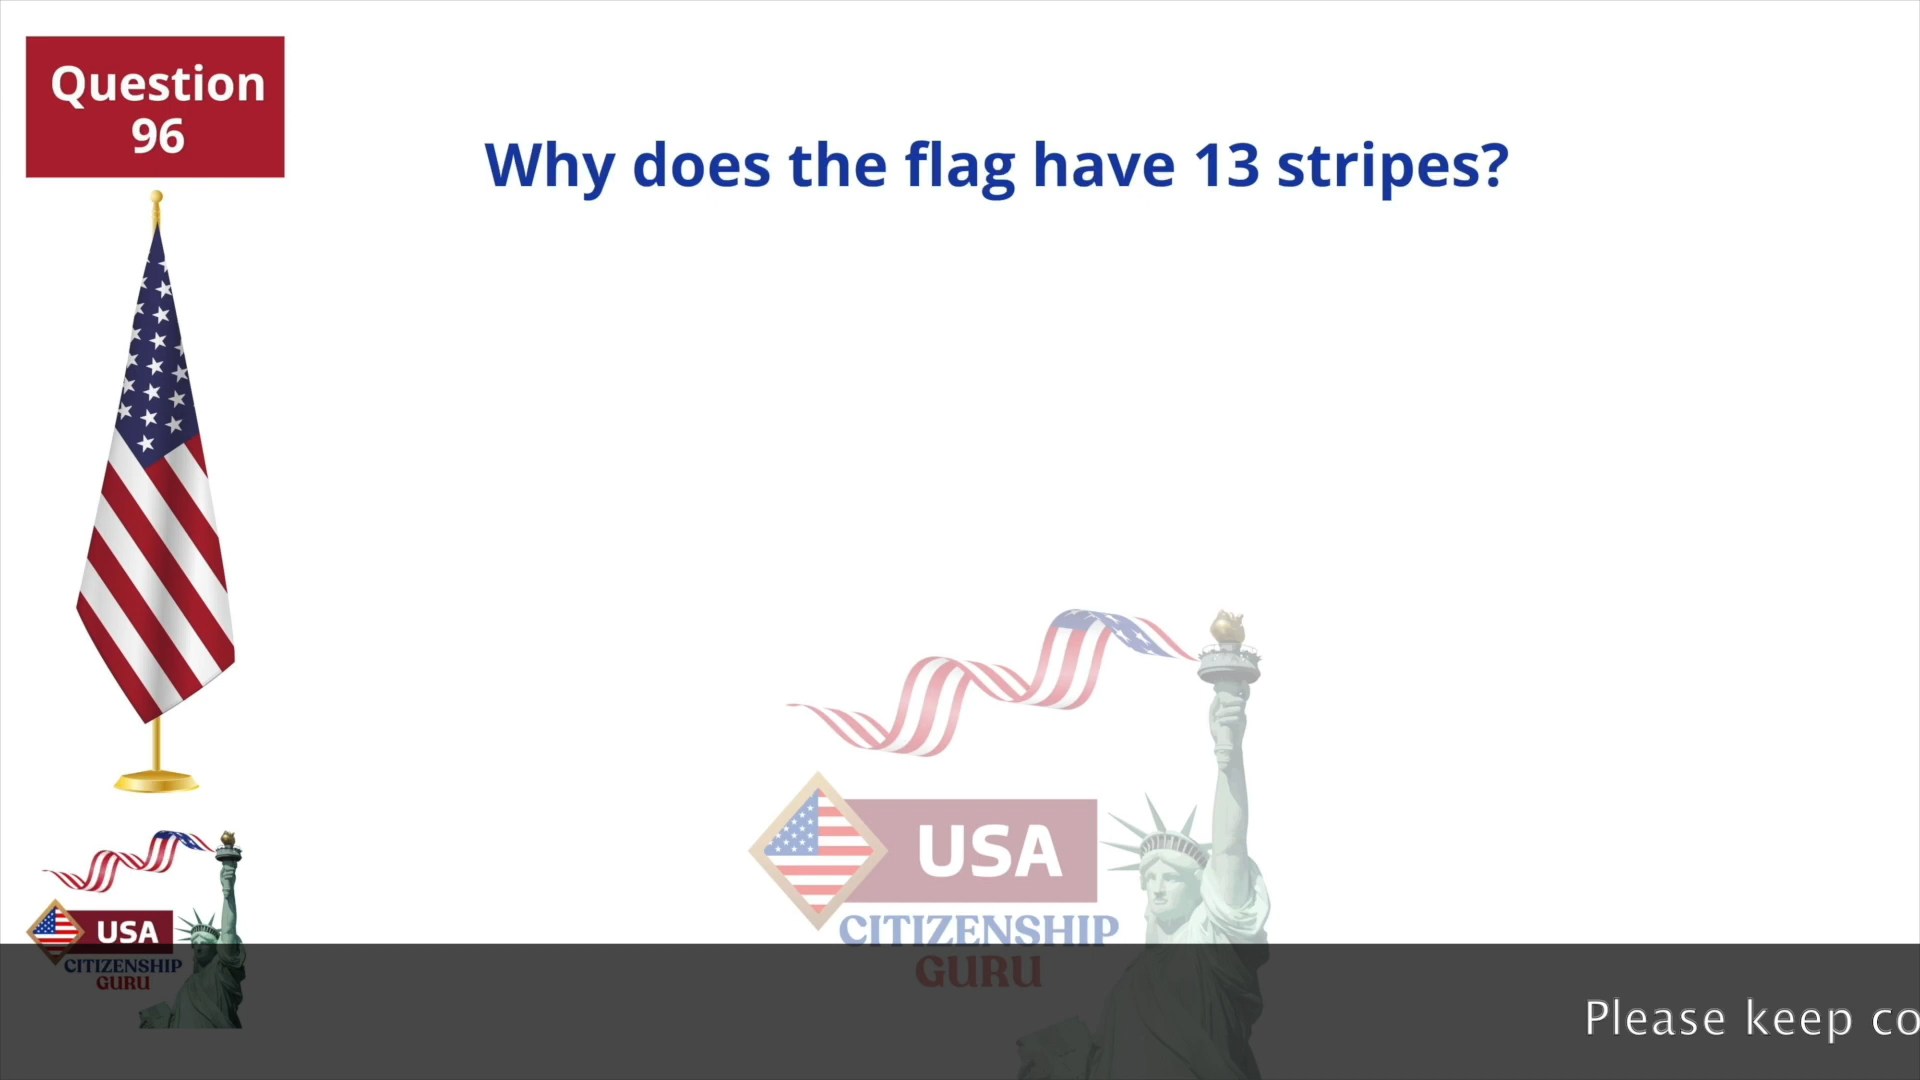 Question
96
Why does the flag have 13 stripes?
USA
CITIZENSHIP
GURU
USA
CITIZENSHIP
GURU
Please keep co